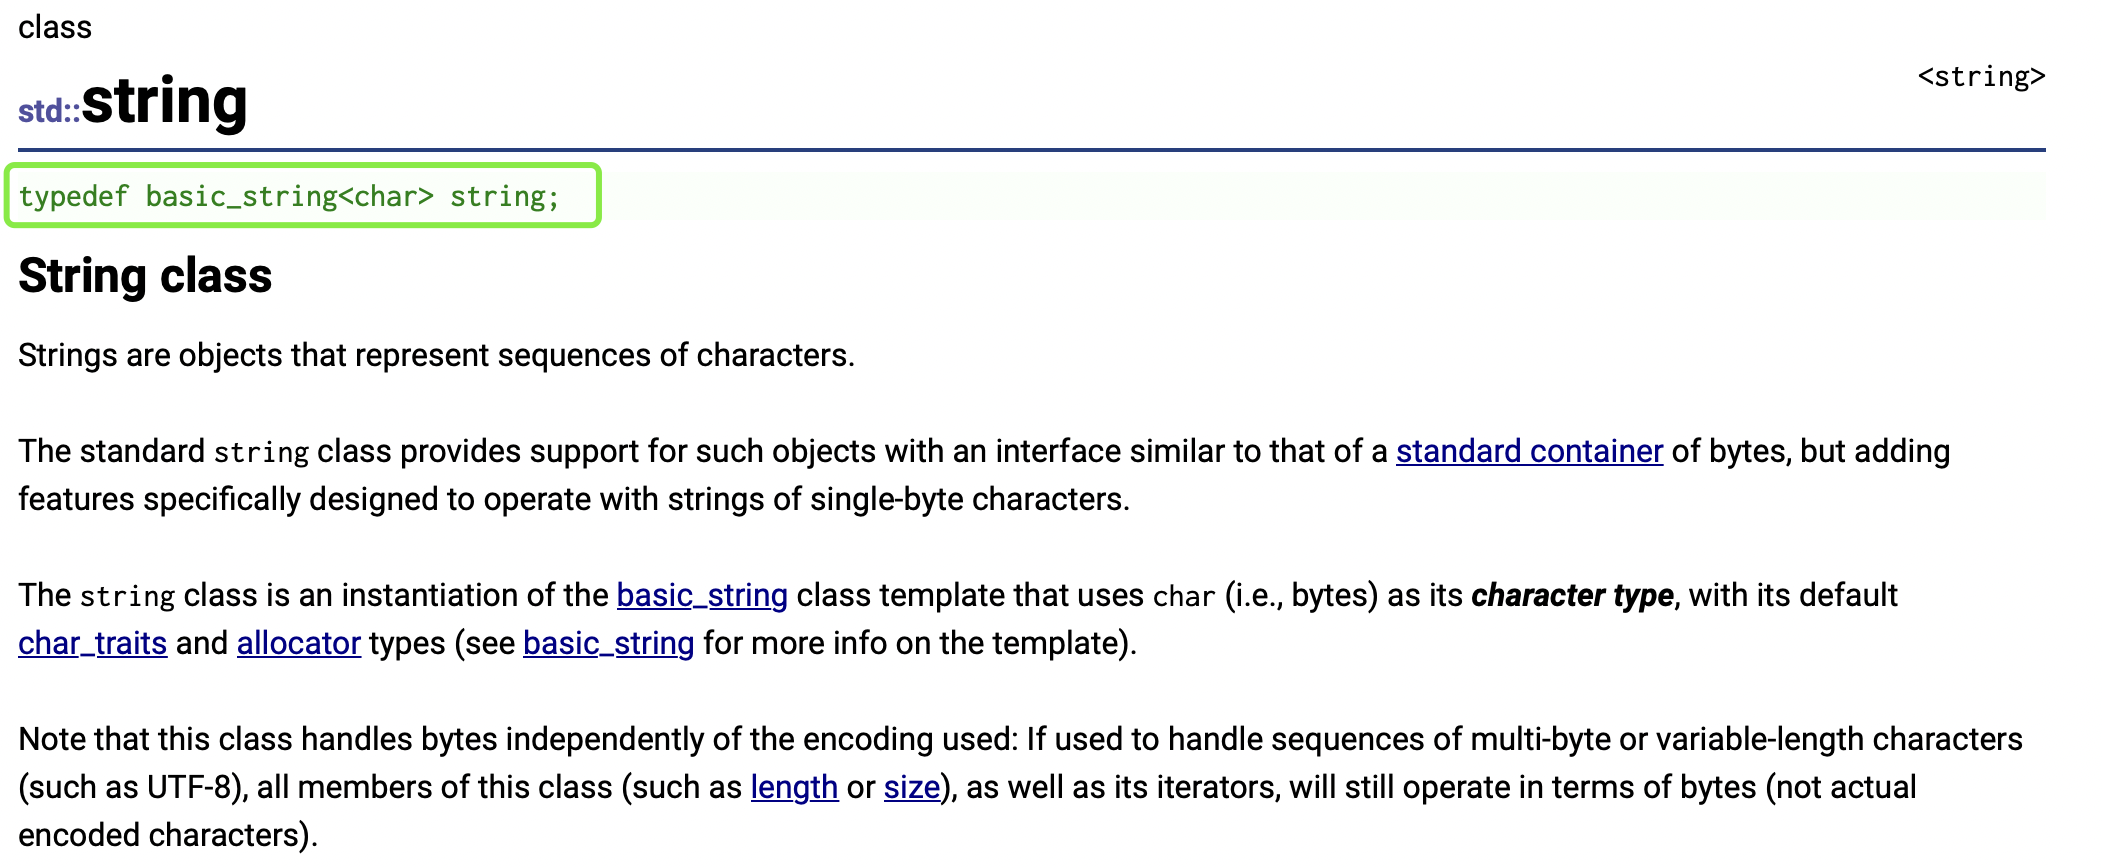 class
std::string
<string>
typedef basic_string<char> string;
String class
Strings are objects that represent sequences of characters.
The standard string class provides support for such objects with an interface similar to that of a standard container of bytes, but adding
features specifically designed to operate with strings of single-byte characters.
The string class is an instantiation of the basic_string class template that uses char (i.e., bytes) as its character type, with its default
char_traits and allocator types (see basic_string for more info on the template).
Note that this class handles bytes independently of the encoding used: If used to handle sequences of multi-byte or variable-length characters
(such as UTF-8), all members of this class (such as length or size), as well as its iterators, will still operate in terms of bytes (not actual
encoded characters).